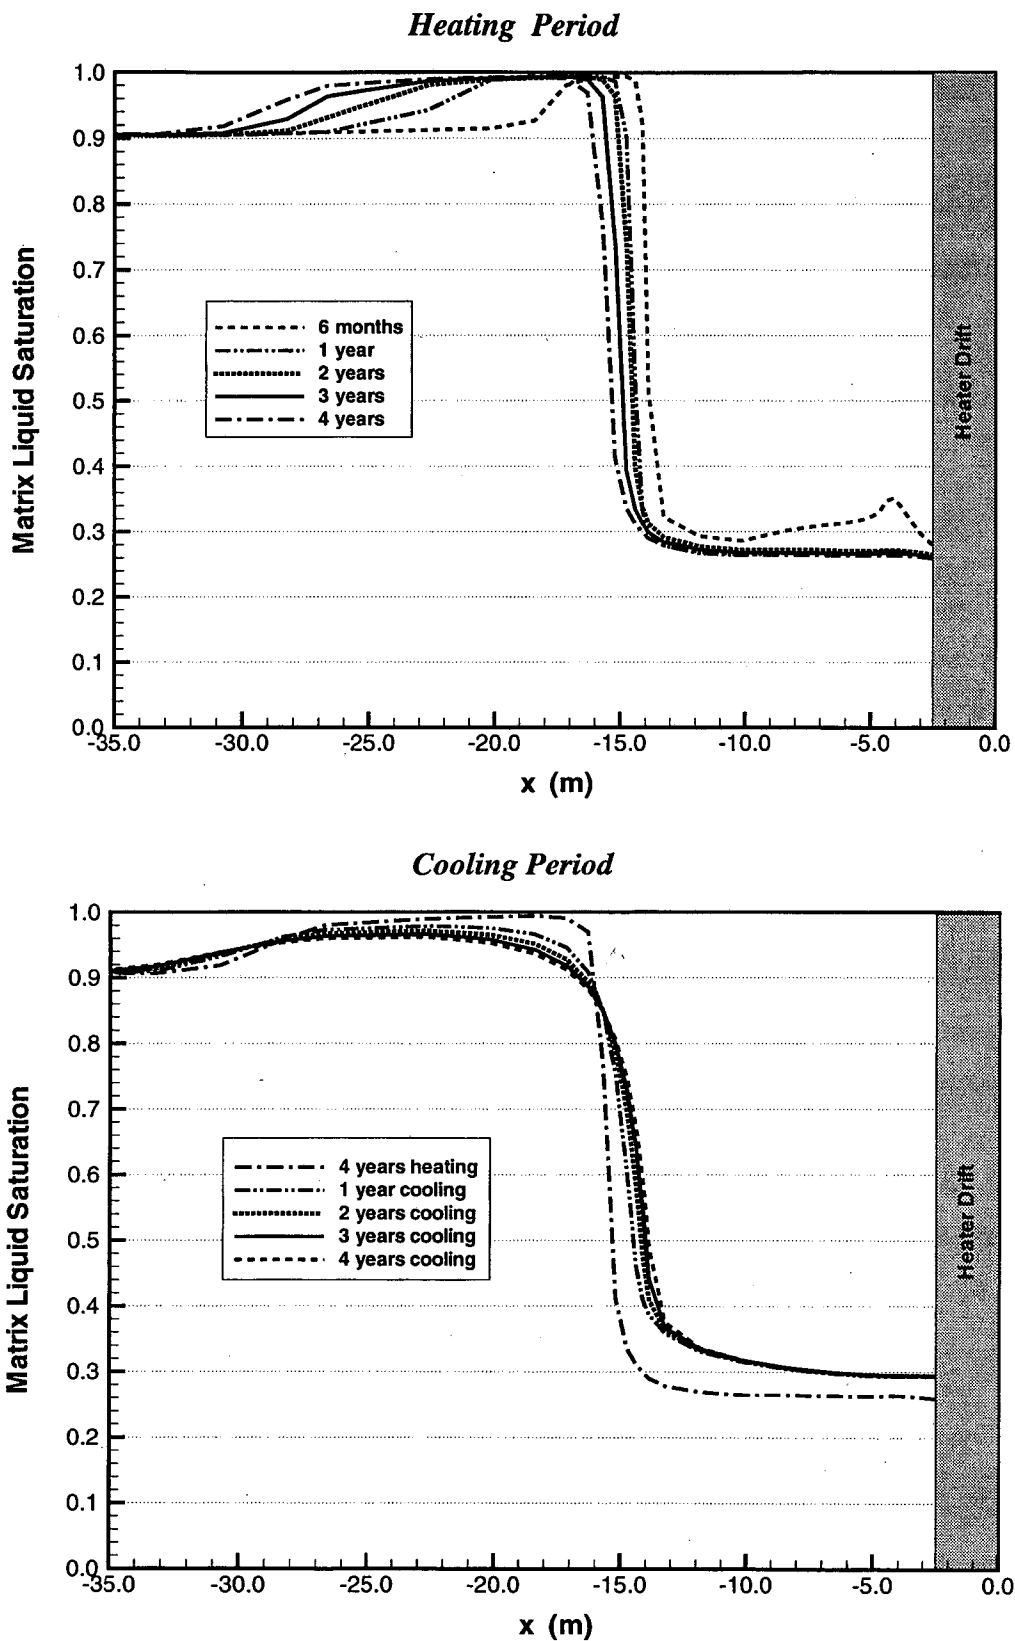 Heating Period
1.0
0.9
0.8
0.7
0.6
0.5
0.4
0.3
0.2
0.1
0.0
Matrix Liquid Saturation
6 months
1 year
2 years
3 years
4 years
Heater Drift
-35.0 -30.0 -25.0 -20.0 -15.0 -10.0 -5.0 0.0
x (m)
Cooling Period
1.0
0.9
0.8
0.7
0.6
0.5
0.4
0.3
0.2
0.1
0.0
Matrix Liquid Saturation
4 years heating
1 year cooling
2 years cooling
3 years cooling
4 years cooling
Heater Drift
-35.0 -30.0 -25.0 -20.0 -15.0 -10.0 -5.0 0.0
x (m)